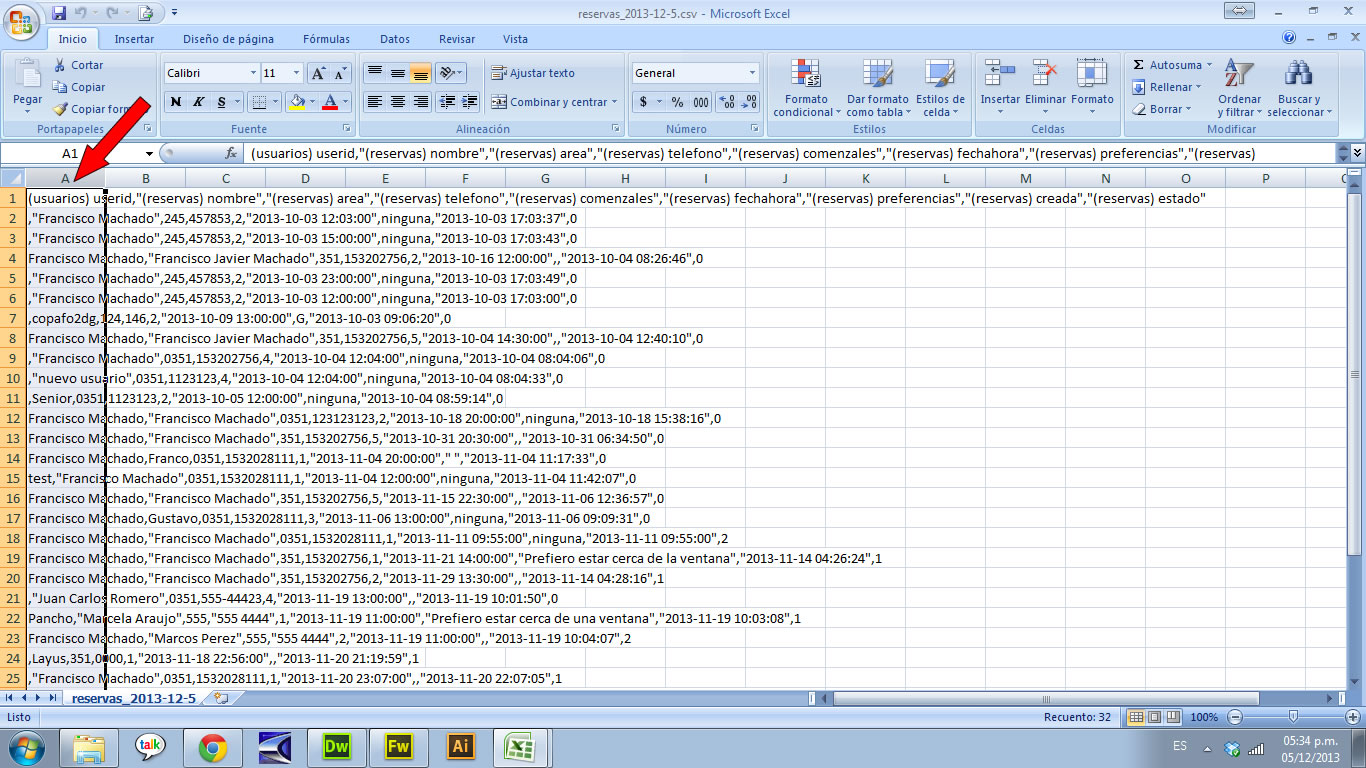 reservas_2013-12-5.csv - Microsoft Excel
Inicio Insertar Diseño de página Fórmulas Datos Revisar Vista
Pegar
Cortar
Copiar
Copiar form
Portapapeles
Calibri 11
N K S
Fuente
Ajustar texto
Combinar y centrar
Alineación
General
$ % 000
Número
Formato condicional
Dar formato como tabla
Estilos de celda
Estilos
Insertar Eliminar Formato
Celdas
Σ Autosuma
Rellenar
Borrar
Ordenar y filtrar
Buscar y seleccionar
Modificar
A1 fx (usuarios) userid,"(reservas) nombre","(reservas) area","(reservas) telefono","(reservas) comenzales","(reservas) fechahora","(reservas) preferencias","(reservas)
A B C D E F G H I J K L M N O P
1 (usuarios) userid,"(reservas) nombre","(reservas) area","(reservas) telefono","(reservas) comenzales","(reservas) fechahora","(reservas) preferencias","(reservas) creada","(reservas) estado"
2 ,"Francisco Machado",245,457853,2,"2013-10-03 12:03:00",ninguna,"2013-10-03 17:03:37",0
3 ,"Francisco Machado",245,457853,2,"2013-10-03 15:00:00",ninguna,"2013-10-03 17:03:43",0
4 Francisco Machado,"Francisco Javier Machado",351,153202756,2,"2013-10-16 12:00:00",,"2013-10-04 08:26:46",0
5 ,"Francisco Machado",245,457853,2,"2013-10-03 23:00:00",ninguna,"2013-10-03 17:03:49",0
6 ,"Francisco Machado",245,457853,2,"2013-10-03 12:00:00",ninguna,"2013-10-03 17:03:00",0
7 ,copafo2dg,124,146,2,"2013-10-09 13:00:00",G,"2013-10-03 09:06:20",0
8 Francisco Machado,"Francisco Javier Machado",351,153202756,5,"2013-10-04 14:30:00",,"2013-10-04 12:40:10",0
9 ,"Francisco Machado",0351,153202756,4,"2013-10-04 12:04:00",ninguna,"2013-10-04 08:04:06",0
10 ,"nuevo usuario",0351,1123123,4,"2013-10-04 12:04:00",ninguna,"2013-10-04 08:04:33",0
11 ,Senior,0351,1123123,2,"2013-10-05 12:00:00",ninguna,"2013-10-04 08:59:14",0
12 Francisco Machado,"Francisco Machado",0351,123123123,2,"2013-10-18 20:00:00",ninguna,"2013-10-18 15:38:16",0
13 Francisco Machado,"Francisco Machado",351,153202756,5,"2013-10-31 20:30:00",,"2013-10-31 06:34:50",0
14 Francisco Machado,Franco,0351,1532028111,1,"2013-11-04 20:00:00"," ","2013-11-04 11:17:33",0
15 test,"Francisco Machado",0351,1532028111,1,"2013-11-04 12:00:00",ninguna,"2013-11-04 11:42:07",0
16 Francisco Machado,"Francisco Machado",351,153202756,5,"2013-11-15 22:30:00",,"2013-11-06 12:36:57",0
17 Francisco Machado,Gustavo,0351,1532028111,3,"2013-11-06 13:00:00",ninguna,"2013-11-06 09:09:31",0
18 Francisco Machado,"Francisco Machado",0351,1532028111,1,"2013-11-11 09:55:00",ninguna,"2013-11-11 09:55:00",2
19 Francisco Machado,"Francisco Machado",351,153202756,1,"2013-11-21 14:00:00","Prefiero estar cerca de la ventana","2013-11-14 04:26:24",1
20 Francisco Machado,"Francisco Machado",351,153202756,2,"2013-11-29 13:30:00",,"2013-11-14 04:28:16",1
21 ,"Juan Carlos Romero",0351,555-44423,4,"2013-11-19 13:00:00",,"2013-11-19 10:01:50",0
22 Pancho,"Marcela Araujo",555,"555 4444",1,"2013-11-19 11:00:00","Prefiero estar cerca de una ventana","2013-11-19 10:03:08",1
23 Francisco Machado,"Marcos Perez",555,"555 4444",2,"2013-11-19 11:00:00",,"2013-11-19 10:04:07",2
24 ,Layus,351,0000,1,"2013-11-18 22:56:00",,"2013-11-20 21:19:59",1
25 ,"Francisco Machado",0351,1532028111,1,"2013-11-20 23:07:00",,"2013-11-20 22:07:05",1
reservas_2013-12-5
Listo Recuento: 32 100%
talk Dw Fw Ai ES 05:34 p.m.
05/12/2013